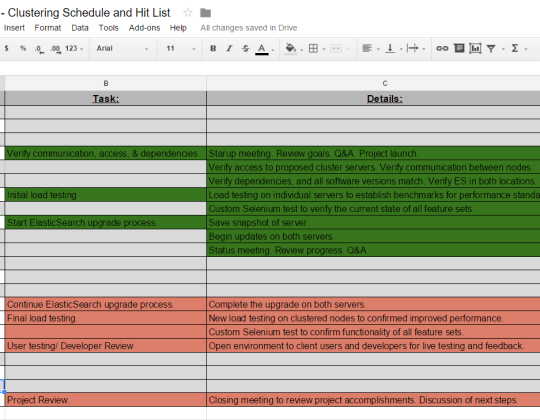 - Clustering Schedule and Hit List
Insert Format Data Tools Add-ons Help All changes saved in Drive
$ % .0 .00 123 Arial 11 B I S A Σ
B C
Task: Details:
Verify communication, access, & dependencies. Starup meeting. Review goals. Q&A. Project launch
Verify access to proposed cluster servers. Verify communication between nodes.
Verify dependencies, and all software versions match. Verify ES in both locations.
Initial load testing Load testing on individual servers to establish benchmarks for performance standa
Custom Selenium test to verify the current state of all feature sets.
Start ElasticSearch upgrade process. Save snapshot of server.
Begin updates on both servers.
Status meeting. Review progress. Q&A
Continue ElasticSearch upgrade process. Complete the upgrade on both servers.
Final load testing. New load testing on clustered nodes to confirmed improved performance.
Custom Selenium test to confirm functionality of all feature sets.
User testing/ Developer Review Open environment to client users and developers for live testing and feedback.
Project Review. Closing meeting to review project accomplishments. Discussion of next steps.